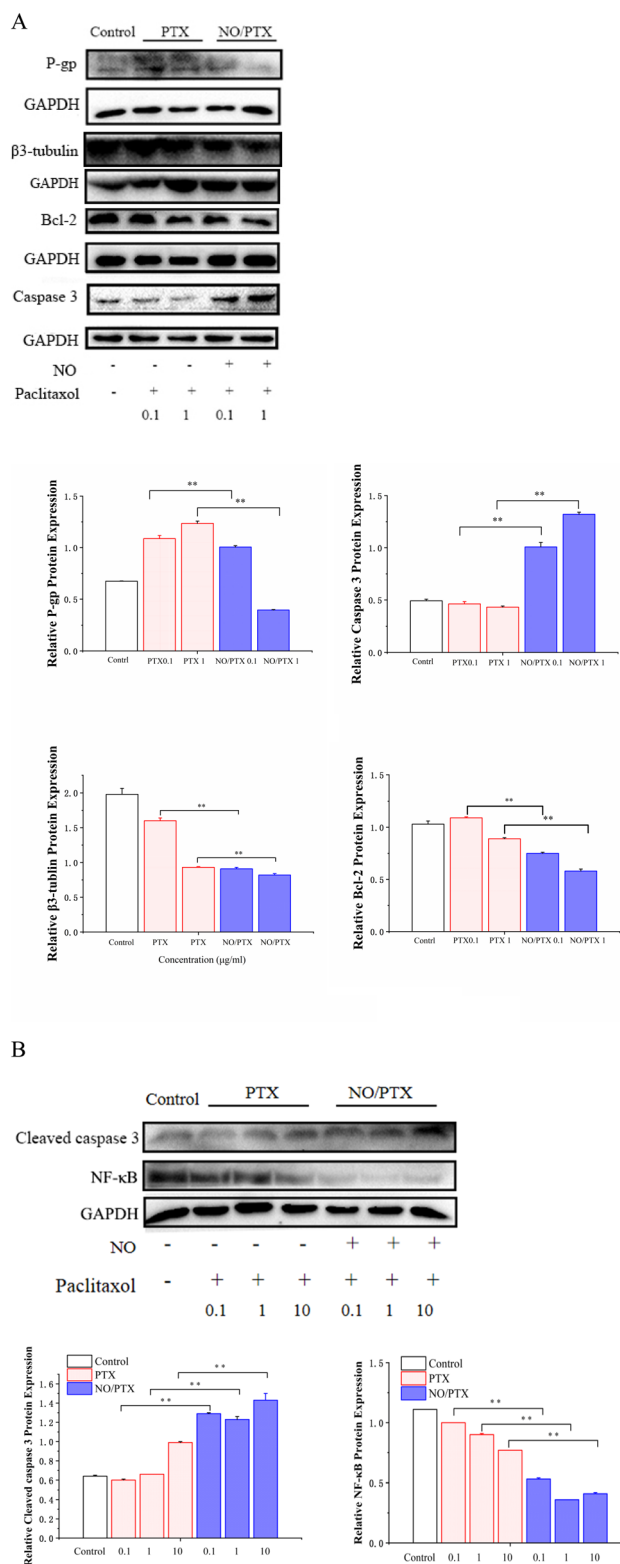 A
Control PTX NO/PTX
P-gp
GAPDH
β3-tubulin
GAPDH
Bcl-2
GAPDH
Caspase 3
GAPDH
NO - - - + +
Paclitaxol - + + + +
0.1 1 0.1 1
Relative P-gp Protein Expression
1.5
1.0
0.5
0.0
** **
Contrl PTX0.1 PTX 1 NO/PTX 0.1 NO/PTX 1
Relative Caspase 3 Protein Expression
1.5
1.0
0.5
0.0
** **
Contrl PTX0.1 PTX 1 NO/PTX 0.1 NO/PTX 1
Relative β3-tublin Protein Expression
2.0
1.5
1.0
0.5
0.0
** **
Control PTX PTX NO/PTX NO/PTX
Concentration (μg/ml)
Relative Bcl-2 Protein Expression
1.5
1.0
0.5
0.0
** **
Contrl PTX0.1 PTX 1 NO/PTX 0.1 NO/PTX 1
B
Control PTX NO/PTX
Cleaved caspase 3
NF-κB
GAPDH
NO - - - - + + +
Paclitaxol - + + + + + +
0.1 1 10 0.1 1 10
Relative Cleaved caspase 3 Protein Expression
1.6
1.4
1.2
1.0
0.8
0.6
0.4
0.2
0.0
Control
PTX
NO/PTX
** ** **
Control 0.1 1 10 0.1 1 10
Relative NF-κB Protein Expression
1.5
1.0
0.5
0.0
Control
PTX
NO/PTX
** ** **
Control 0.1 1 10 0.1 1 10